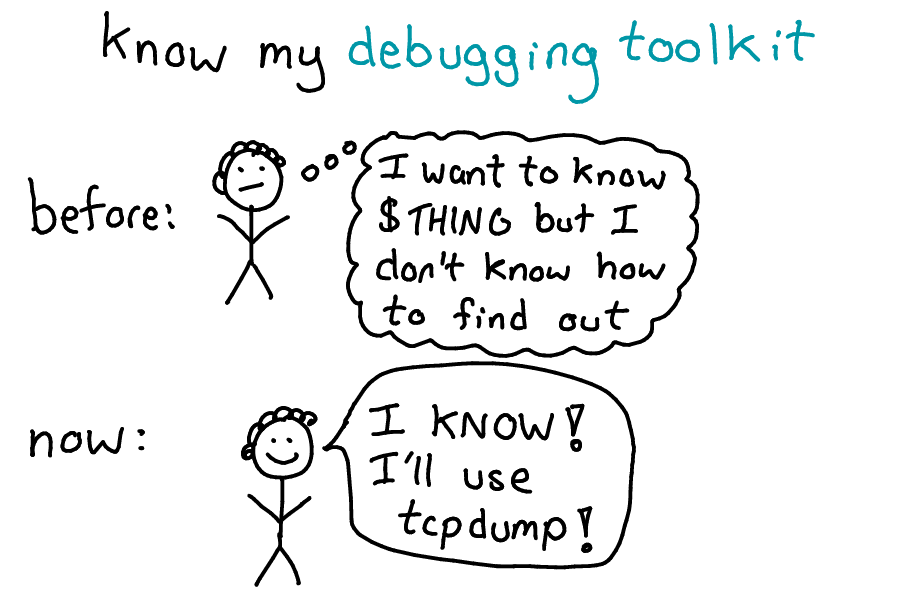 know my debugging toolkit
before:
I want to know
$THING but I
don't know how
to find out
now:
I KNOW!
I'll use
tcpdump!